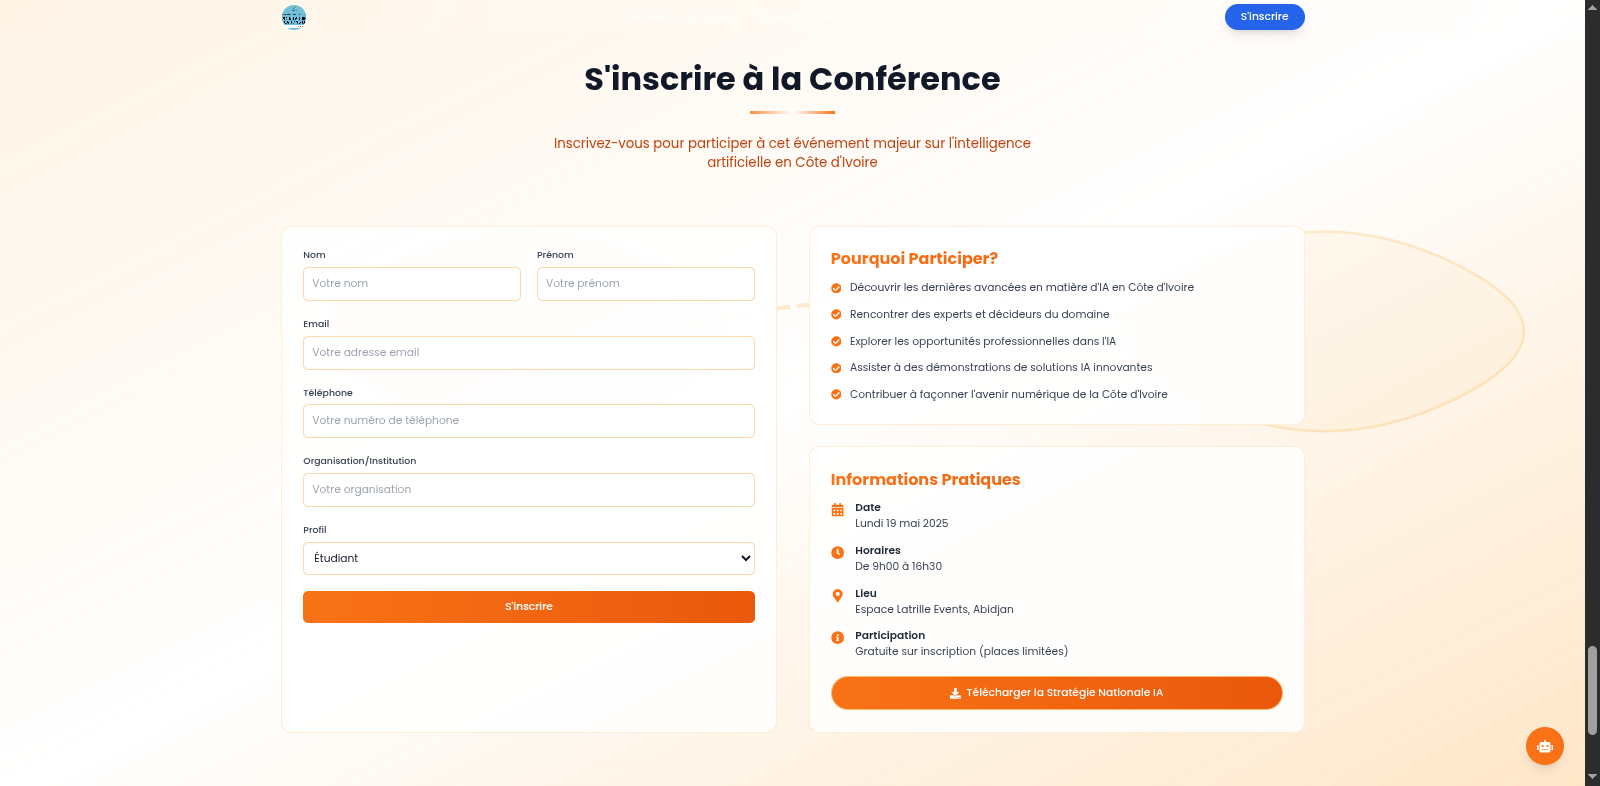 S'inscrire
S'inscrire à la Conférence
Inscrivez-vous pour participer à cet événement majeur sur l'intelligence
artificielle en Côte d'Ivoire
Nom
Prénom
Votre nom
Votre prénom
Email
Votre adresse email
Téléphone
Votre numéro de téléphone
Organisation/Institution
Votre organisation
Profil
Étudiant
S'inscrire
Pourquoi Participer?
Découvrir les dernières avancées en matière d'IA en Côte d'Ivoire
Rencontrer des experts et décideurs du domaine
Explorer les opportunités professionnelles dans l'IA
Assister à des démonstrations de solutions IA innovantes
Contribuer à façonner l'avenir numérique de la Côte d'Ivoire
Informations Pratiques
Date
Lundi 19 mai 2025
Horaires
De 9h00 à 16h30
Lieu
Espace Latrille Events, Abidjan
Participation
Gratuite sur inscription (places limitées)
Télécharger la Stratégie Nationale IA